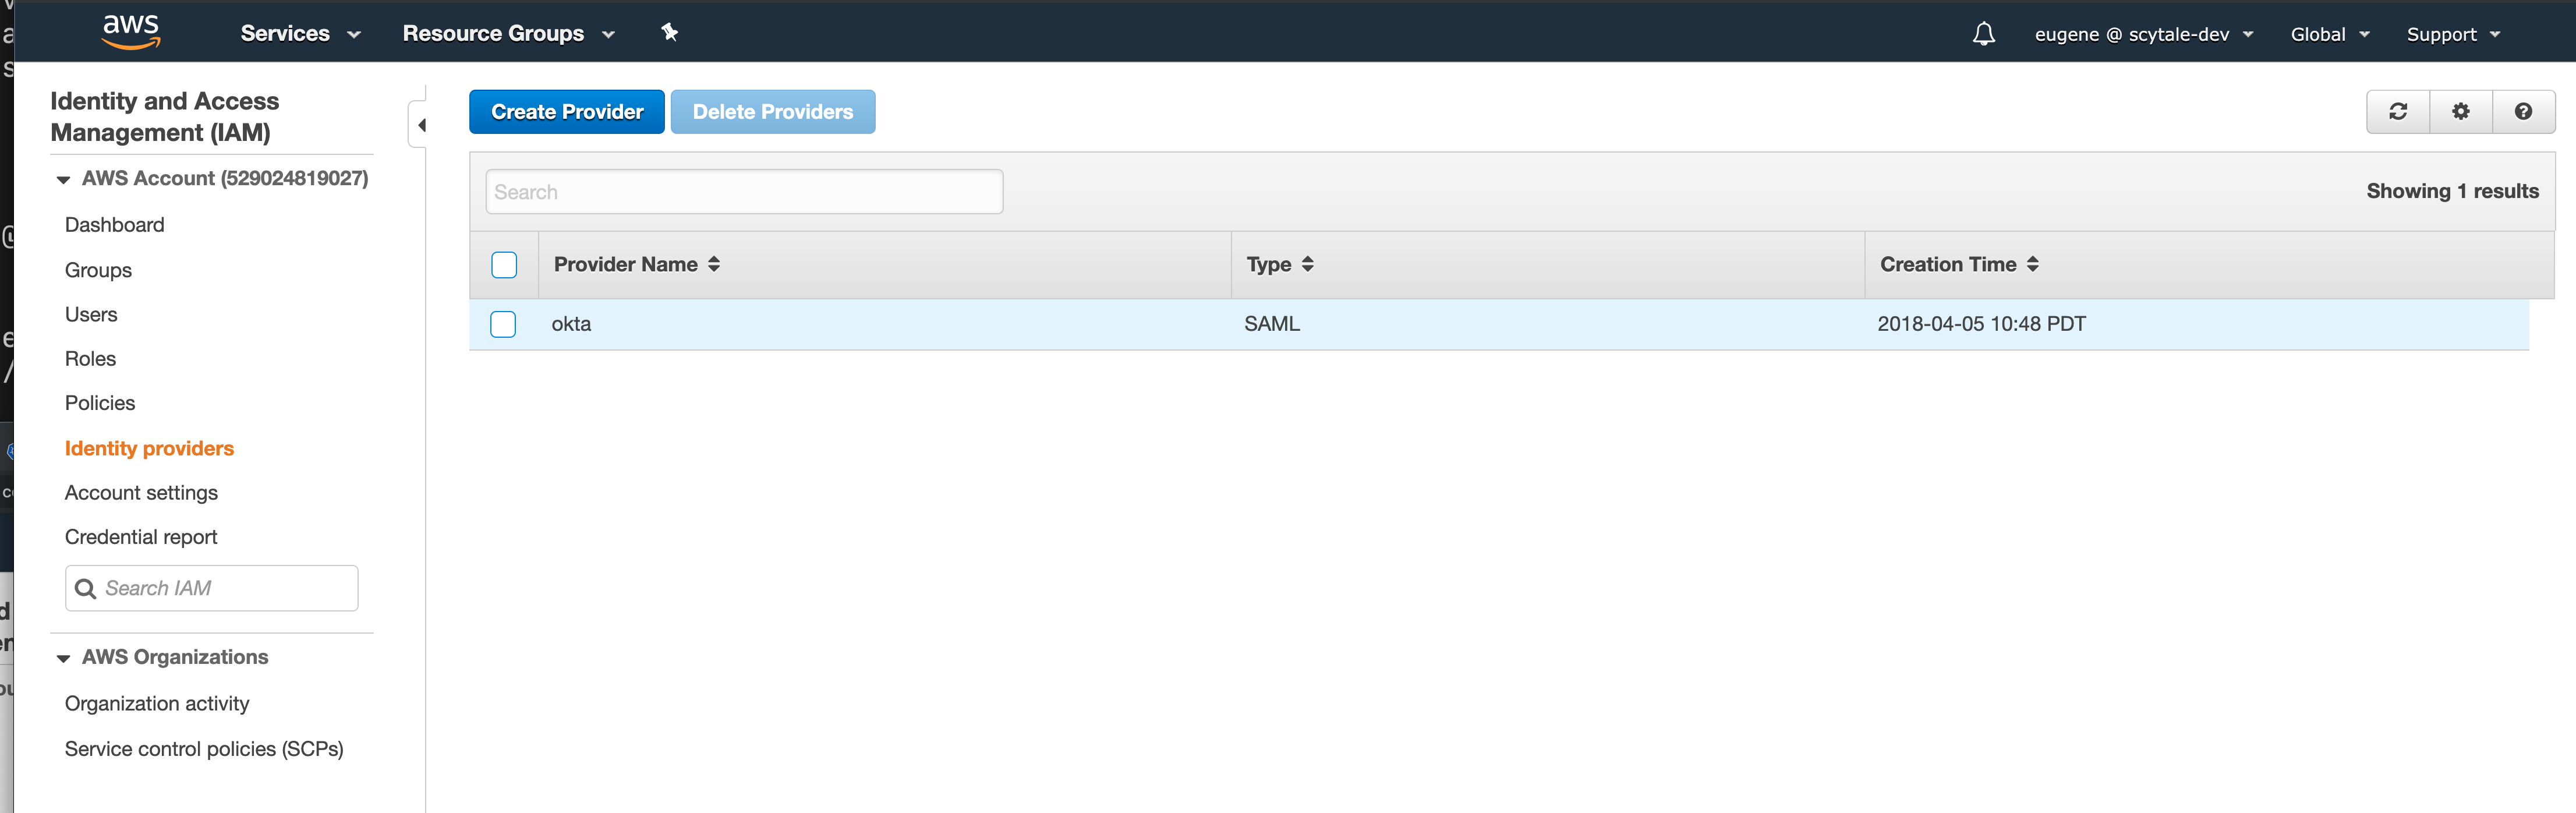 aws
Services
Resource Groups
eugene @ scytale-dev
Global
Support
Identity and Access
Management (IAM)
AWS Account (529024819027)
Dashboard
Groups
Users
Roles
Policies
Identity providers
Account settings
Credential report
Search IAM
AWS Organizations
Organization activity
Service control policies (SCPs)
Create Provider
Delete Providers
Search
Showing 1 results
Provider Name
Type
Creation Time
okta
SAML
2018-04-05 10:48 PDT